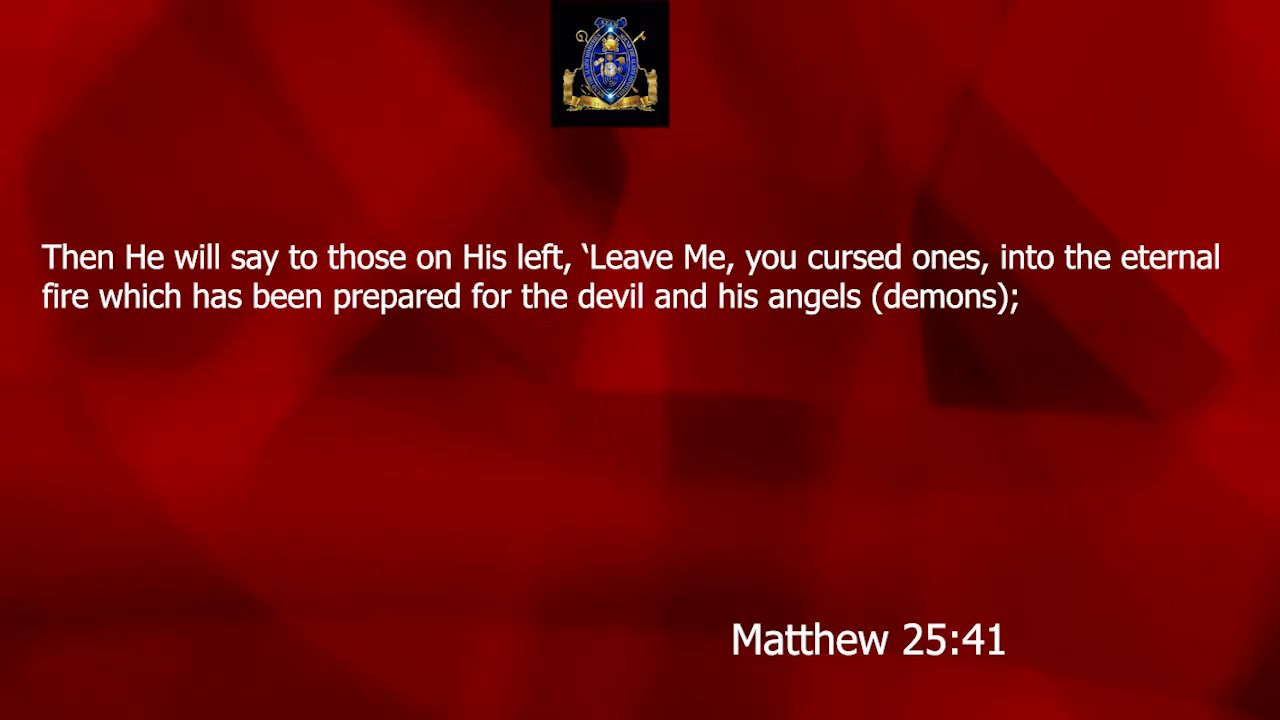 Then He will say to those on His left, ‘Leave Me, you cursed ones, into the eternal
fire which has been prepared for the devil and his angels (demons);
Matthew 25:41